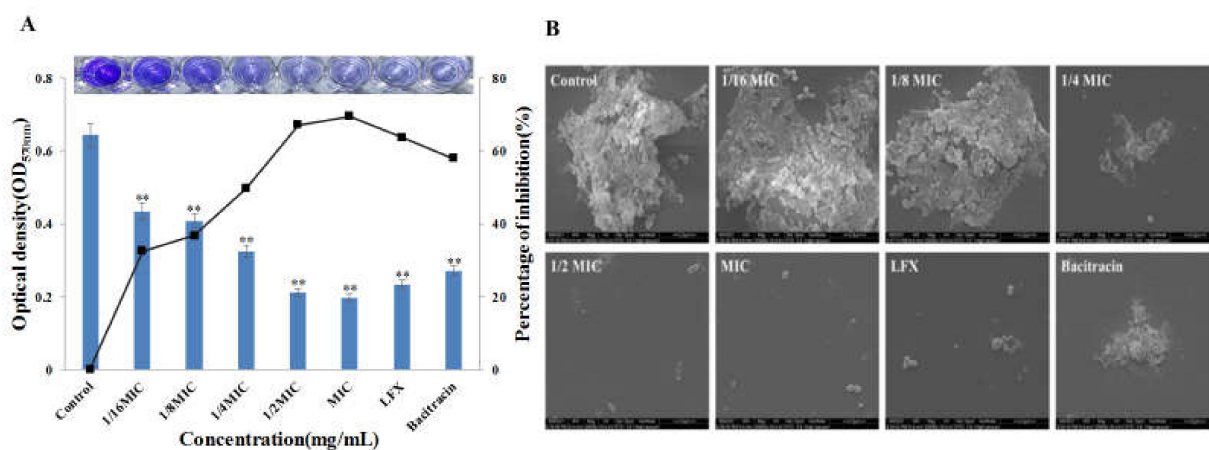 A
B
0.8
0.6
0.4
0.2
0
80
60
40
20
0
Optical density(OD570nm)
Percentage of inhibition(%)
**
**
**
**
**
**
**
Control
1/16MIC
1/8MIC
1/4MIC
1/2MIC
MIC
LFX
Bacitracin
Concentration(mg/mL)
Control
1/16 MIC
1/8 MIC
1/4 MIC
1/2 MIC
MIC
LFX
Bacitracin